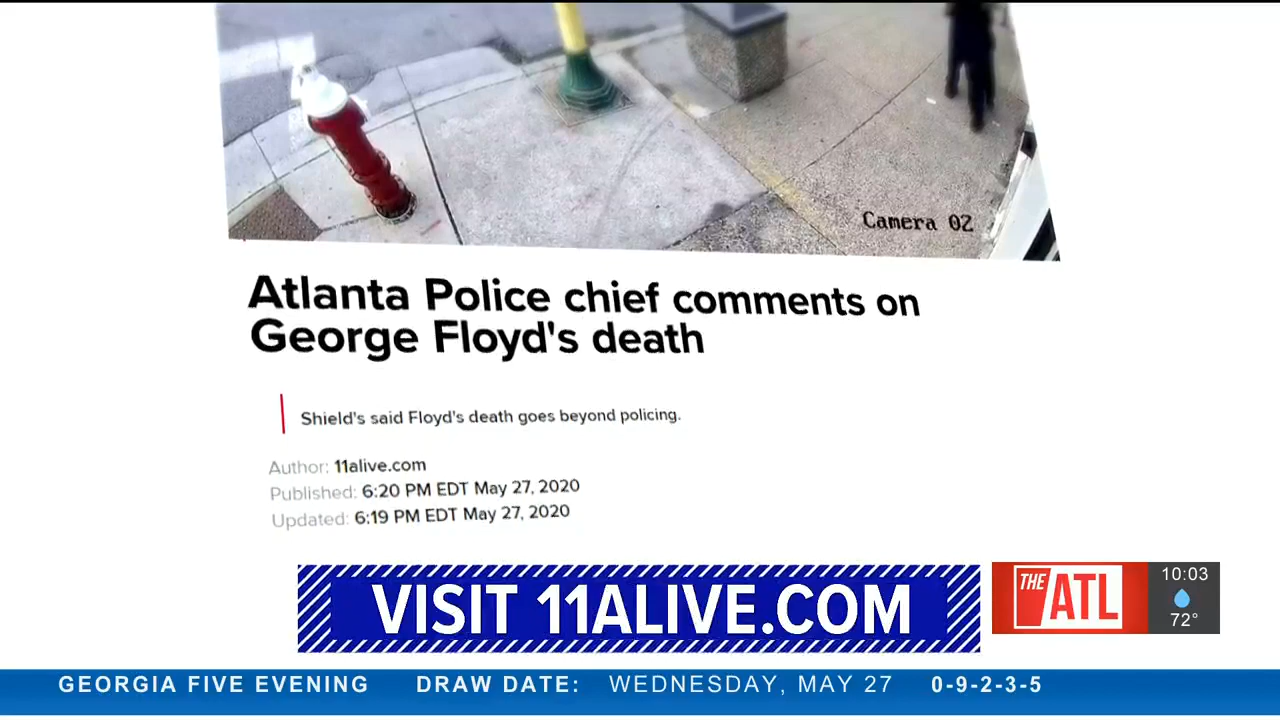 Camera 02
Atlanta Police chief comments on
George Floyd's death
Shield's said Floyd's death goes beyond policing.
Author: 11alive.com
Published: 6:20 PM EDT May 27, 2020
Updated: 6:19 PM EDT May 27, 2020
VISIT 11ALIVE.COM
THE ATL
10:03
72°
GEORGIA FIVE EVENING DRAW DATE: WEDNESDAY, MAY 27 0-9-2-3-5